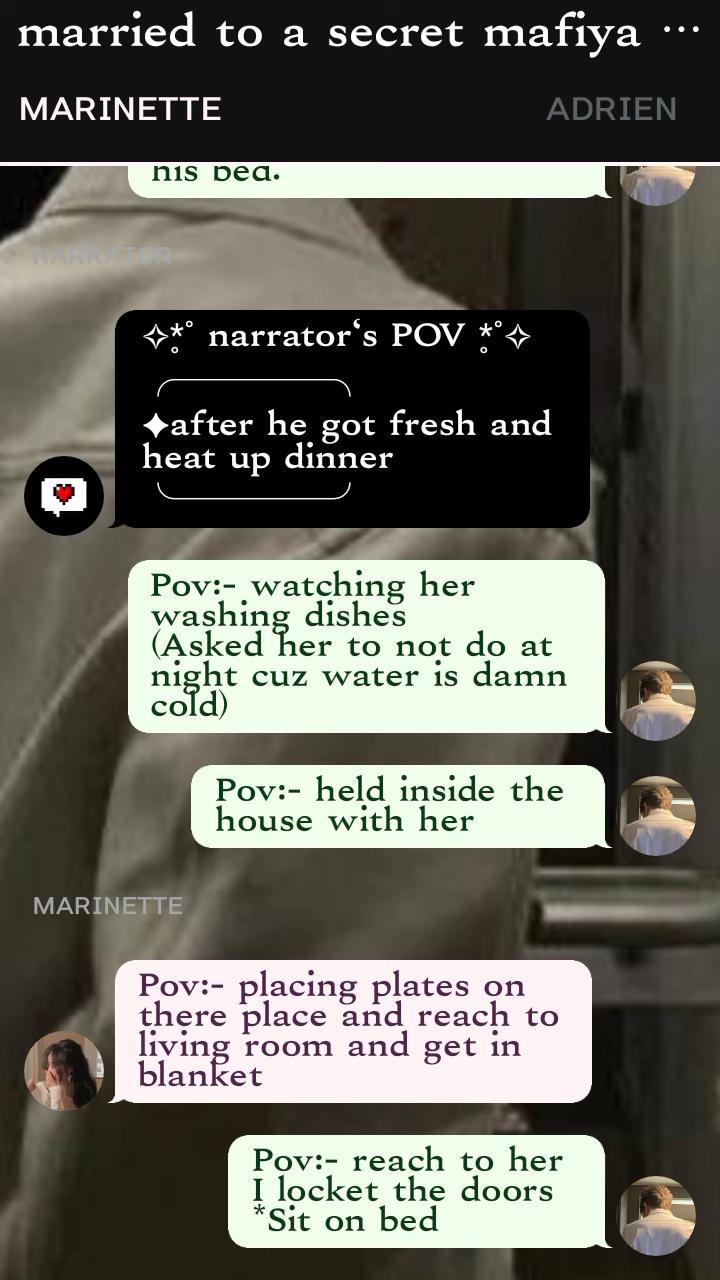 married to a secret mafiya ...
MARINETTE
ADRIEN
his bed.
NARRATOR
✧*̥˚ narrator‘s POV *̥˚✧
✦after he got fresh and
heat up dinner
Pov:- watching her
washing dishes
(Asked her to not do at
night cuz water is damn
cold)
Pov:- held inside the
house with her
MARINETTE
Pov:- placing plates on
there place and reach to
living room and get in
blanket
Pov:- reach to her
I locket the doors
*Sit on bed